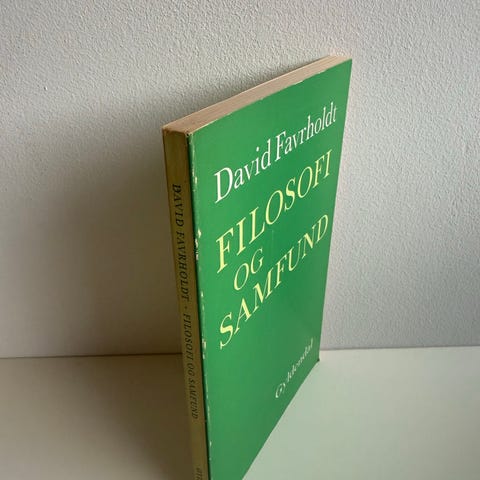 David Favrholdt
FILOSOFI
OG
SAMFUND
Gyldendal
DAVID FAVRHOLDT · FILOSOFI OG SAMFUND